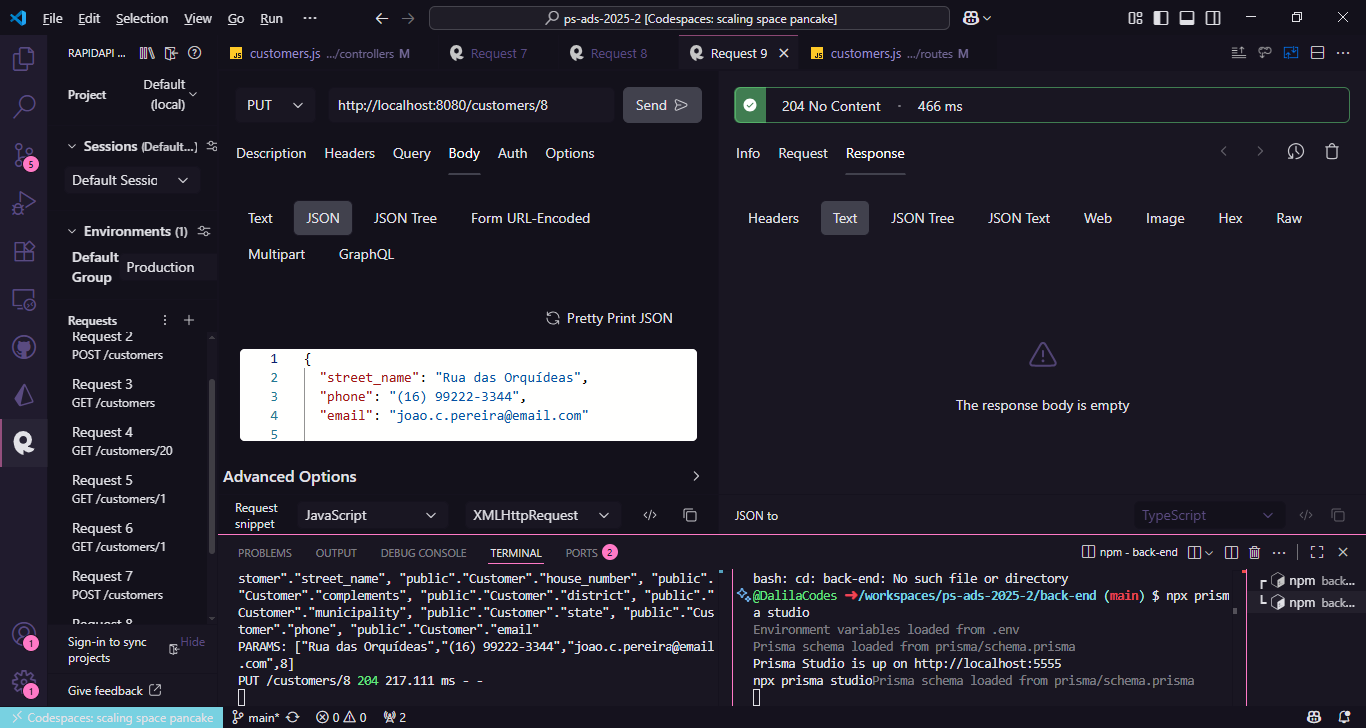 File Edit Selection View Go Run ··· ps-ads-2025-2 [Codespaces: scaling space pancake]
RAPIDAPI ...
customers.js .../controllers M
Request 7
Request 8
Request 9
customers.js .../routes M
Project
Default (local)
Sessions (Default...)
Default Sessio
Environments (1)
Default Group
Production
Requests
Request 2
POST /customers
Request 3
GET /customers
Request 4
GET /customers/20
Request 5
GET /customers/1
Request 6
GET /customers/1
Request 7
POST /customers
Request 8
Sign-in to sync projects
Hide
Give feedback
5
1
1
PUT
http://localhost:8080/customers/8
Send
Description Headers Query Body Auth Options
Text JSON JSON Tree Form URL-Encoded
Multipart GraphQL
Pretty Print JSON
1 {
2 "street_name": "Rua das Orquídeas",
3 "phone": "(16) 99222-3344",
4 "email": "joao.c.pereira@email.com"
5
Advanced Options
Request snippet
JavaScript
XMLHttpRequest
204 No Content · 466 ms
Info Request Response
Headers Text JSON Tree JSON Text Web Image Hex Raw
The response body is empty
JSON to
TypeScript
PROBLEMS OUTPUT DEBUG CONSOLE TERMINAL PORTS 2
npm - back-end
stomer"."street_name", "public"."Customer"."house_number", "public".
"Customer"."complements", "public"."Customer"."district", "public"."
Customer"."municipality", "public"."Customer"."state", "public"."Cus
tomer"."phone", "public"."Customer"."email"
PARAMS: ["Rua das Orquídeas","(16) 99222-3344","joao.c.pereira@email
.com",8]
PUT /customers/8 204 217.111 ms - -
bash: cd: back-end: No such file or directory
@DalilaCodes ➜/workspaces/ps-ads-2025-2/back-end (main) $ npx prism
a studio
Environment variables loaded from .env
Prisma schema loaded from prisma/schema.prisma
Prisma Studio is up on http://localhost:5555
npx prisma studioPrisma schema loaded from prisma/schema.prisma
npm back...
npm back...
Codespaces: scaling space pancake main* 0 0 2